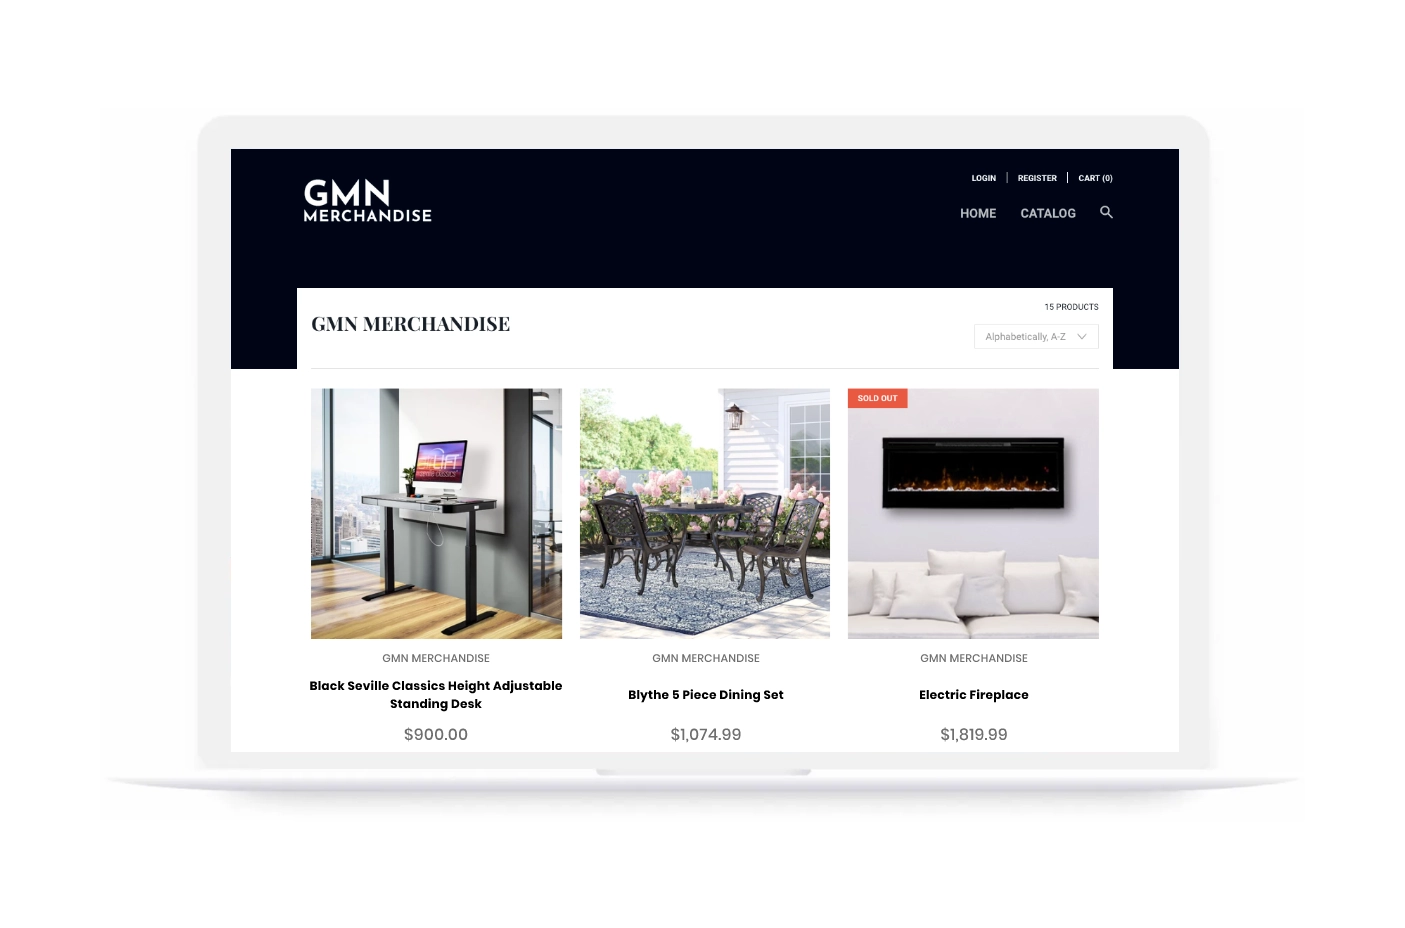 GMN
MERCHANDISE
LOGIN | REGISTER | CART (0)
HOME CATALOG
GMN MERCHANDISE
15 PRODUCTS
Alphabetically, A-Z
SOLD OUT
LIFT
GMN MERCHANDISE
Black Seville Classics Height Adjustable
Standing Desk
$900.00
GMN MERCHANDISE
Blythe 5 Piece Dining Set
$1,074.99
GMN MERCHANDISE
Electric Fireplace
$1,819.99